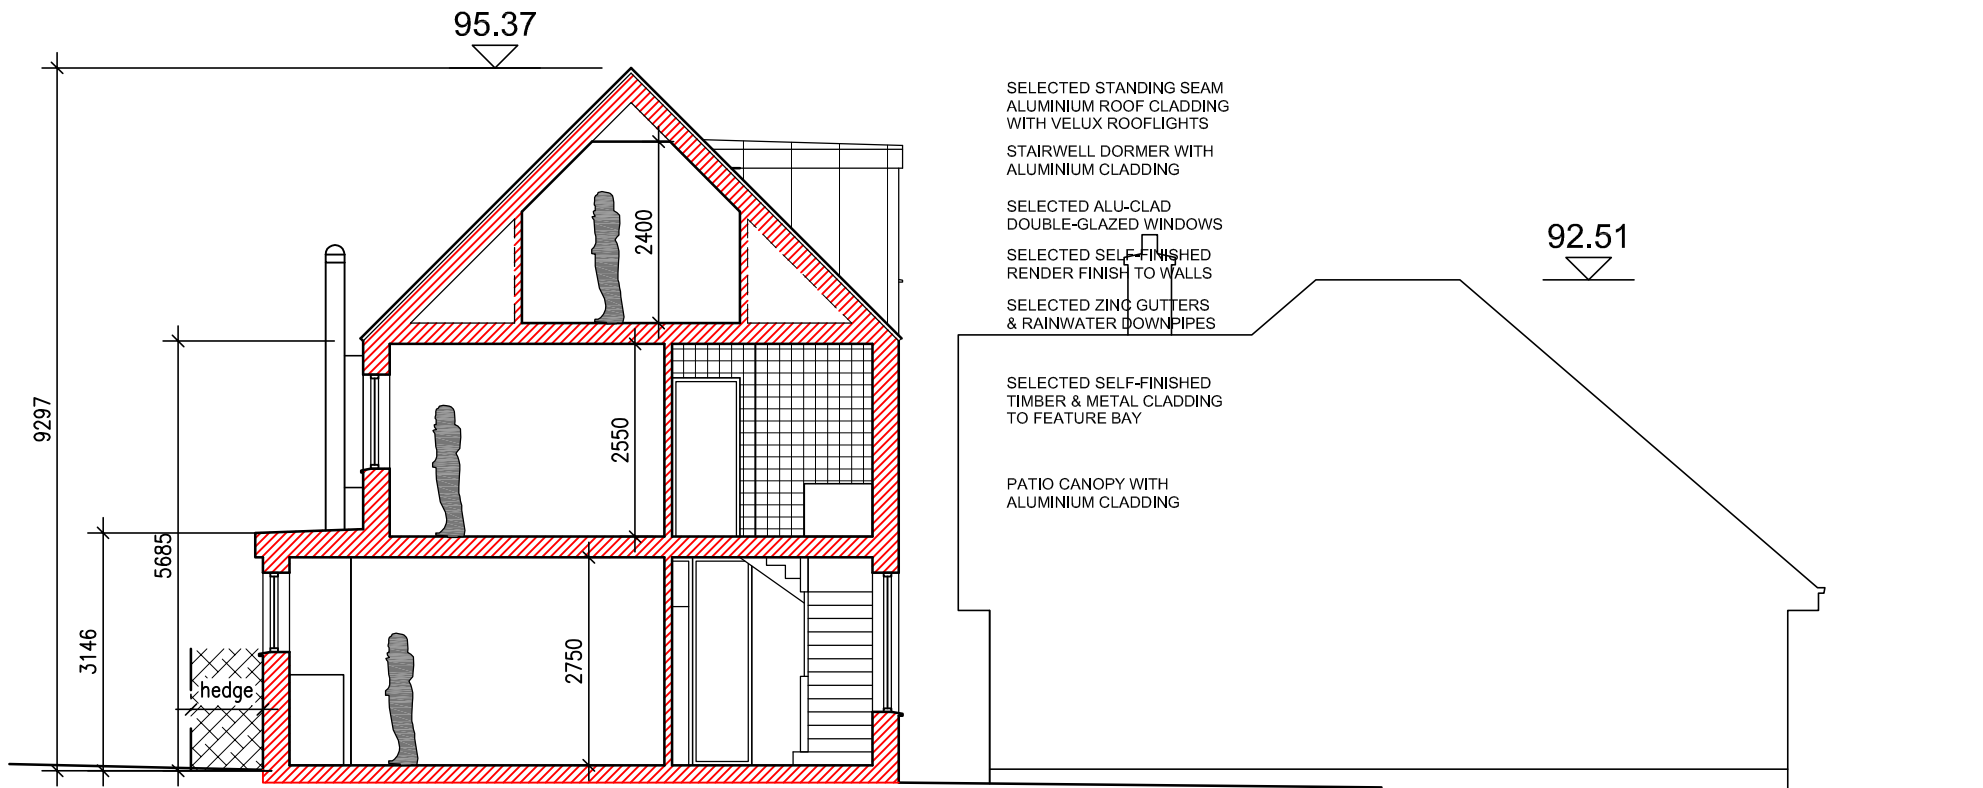 95.37
SELECTED STANDING SEAM
ALUMINIUM ROOF CLADDING
WITH VELUX ROOFLIGHTS
STAIRWELL DORMER WITH
ALUMINIUM CLADDING
SELECTED ALU-CLAD
DOUBLE-GLAZED WINDOWS
92.51
SELECTED SELF-FINISHED
RENDER FINISH TO WALLS
SELECTED ZINC GUTTERS
& RAINWATER DOWNPIPES
SELECTED SELF-FINISHED
TIMBER & METAL CLADDING
TO FEATURE BAY
PATIO CANOPY WITH
ALUMINIUM CLADDING
2400
9297
2550
5685
3146
2750
hedge